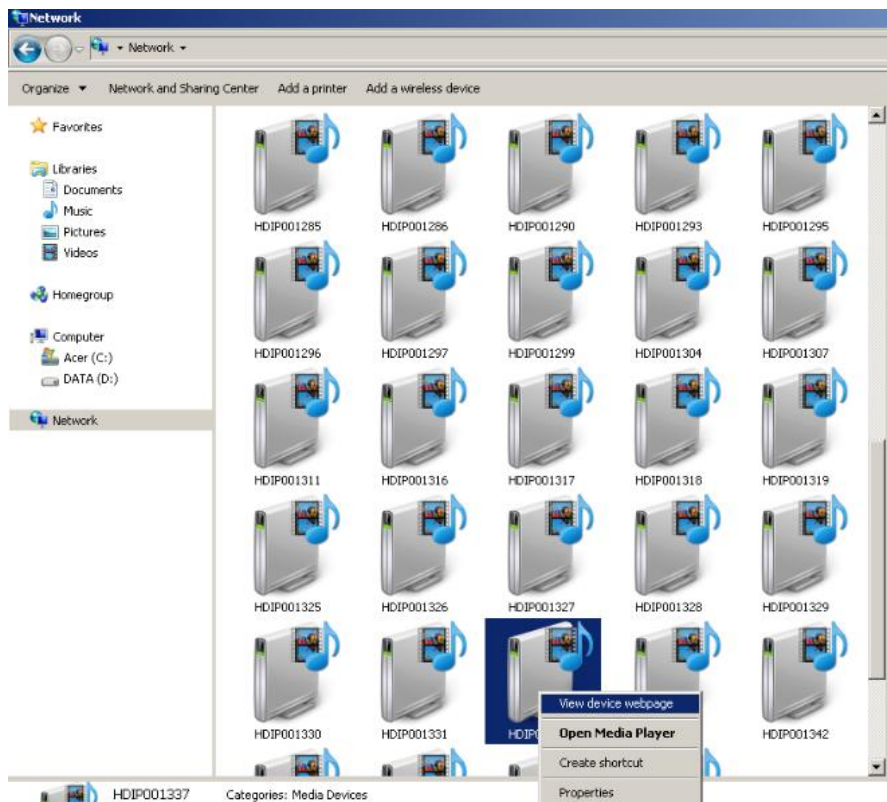 Network
Network
Organize Network and Sharing Center Add a printer Add a wireless device
Favorites
Libraries
Documents
Music
Pictures
Videos
Homegroup
Computer
Acer (C:)
DATA (D:)
Network
HDIP001285 HDIP001286 HDIP001290 HDIP001293 HDIP001295
HDIP001296 HDIP001297 HDIP001299 HDIP001304 HDIP001307
HDIP001311 HDIP001316 HDIP001317 HDIP001318 HDIP001319
HDIP001325 HDIP001326 HDIP001327 HDIP001328 HDIP001329
HDIP001330 HDIP001331 HDIP0 HDIP001342
View device webpage
Open Media Player
Create shortcut
Properties
HDIP001337 Categories: Media Devices